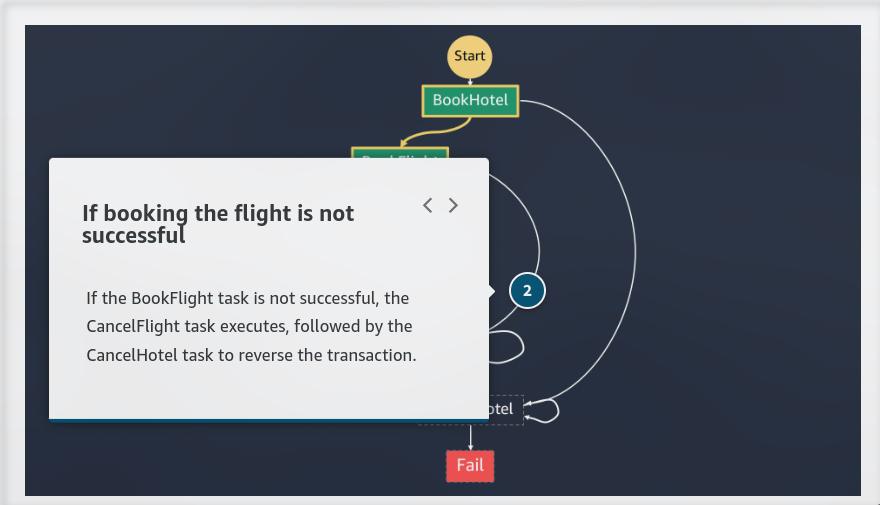 Start
BookHotel
If booking the flight is not
successful
If the BookFlight task is not successful, the
CancelFlight task executes, followed by the
CancelHotel task to reverse the transaction.
2
otel
Fail